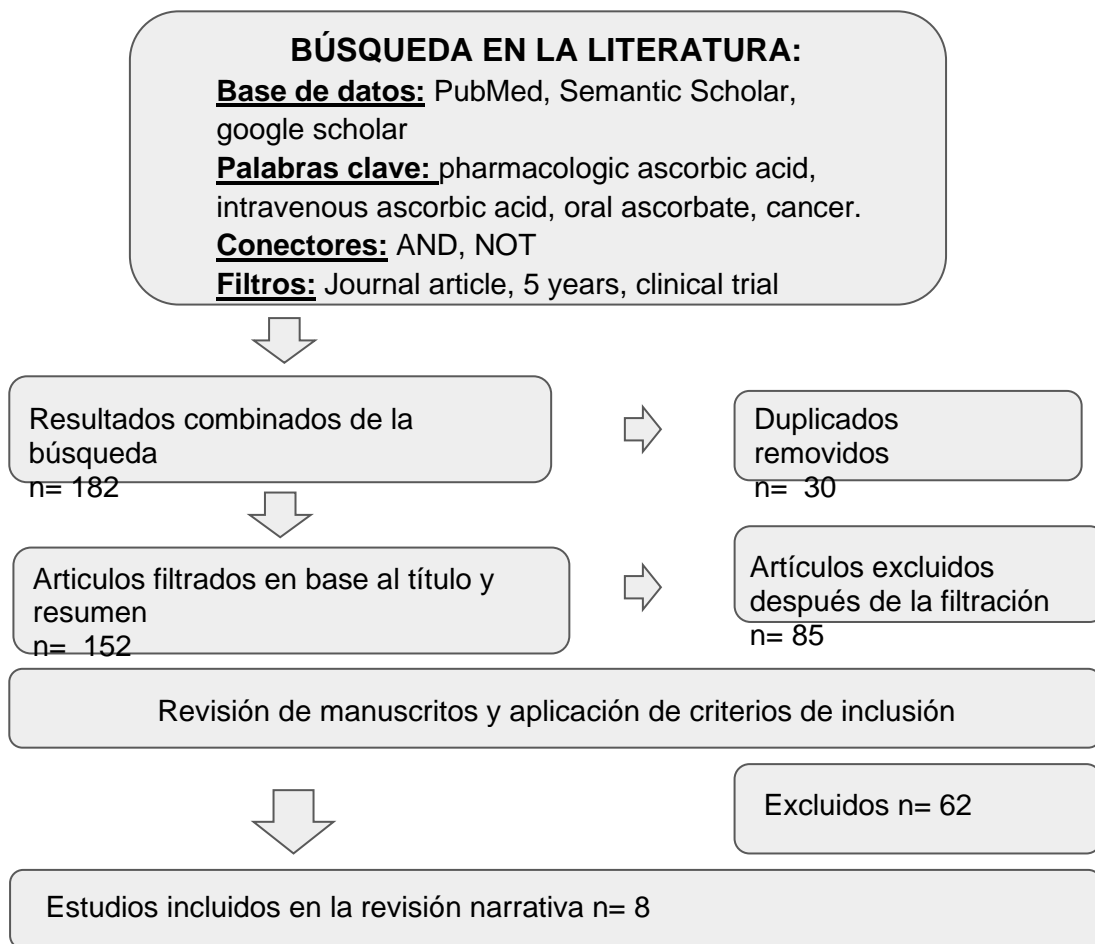 BÚSQUEDA EN LA LITERATURA:
Base de datos: PubMed, Semantic Scholar,
google scholar
Palabras clave: pharmacologic ascorbic acid,
intravenous ascorbic acid, oral ascorbate, cancer.
Conectores: AND, NOT
Filtros: Journal article, 5 years, clinical trial
Resultados combinados de la
búsqueda
n= 182
Duplicados
removidos
n= 30
Articulos filtrados en base al título y
resumen
n= 152
Artículos excluidos
después de la filtración
n= 85
Revisión de manuscritos y aplicación de criterios de inclusión
Excluidos n= 62
Estudios incluidos en la revisión narrativa n= 8